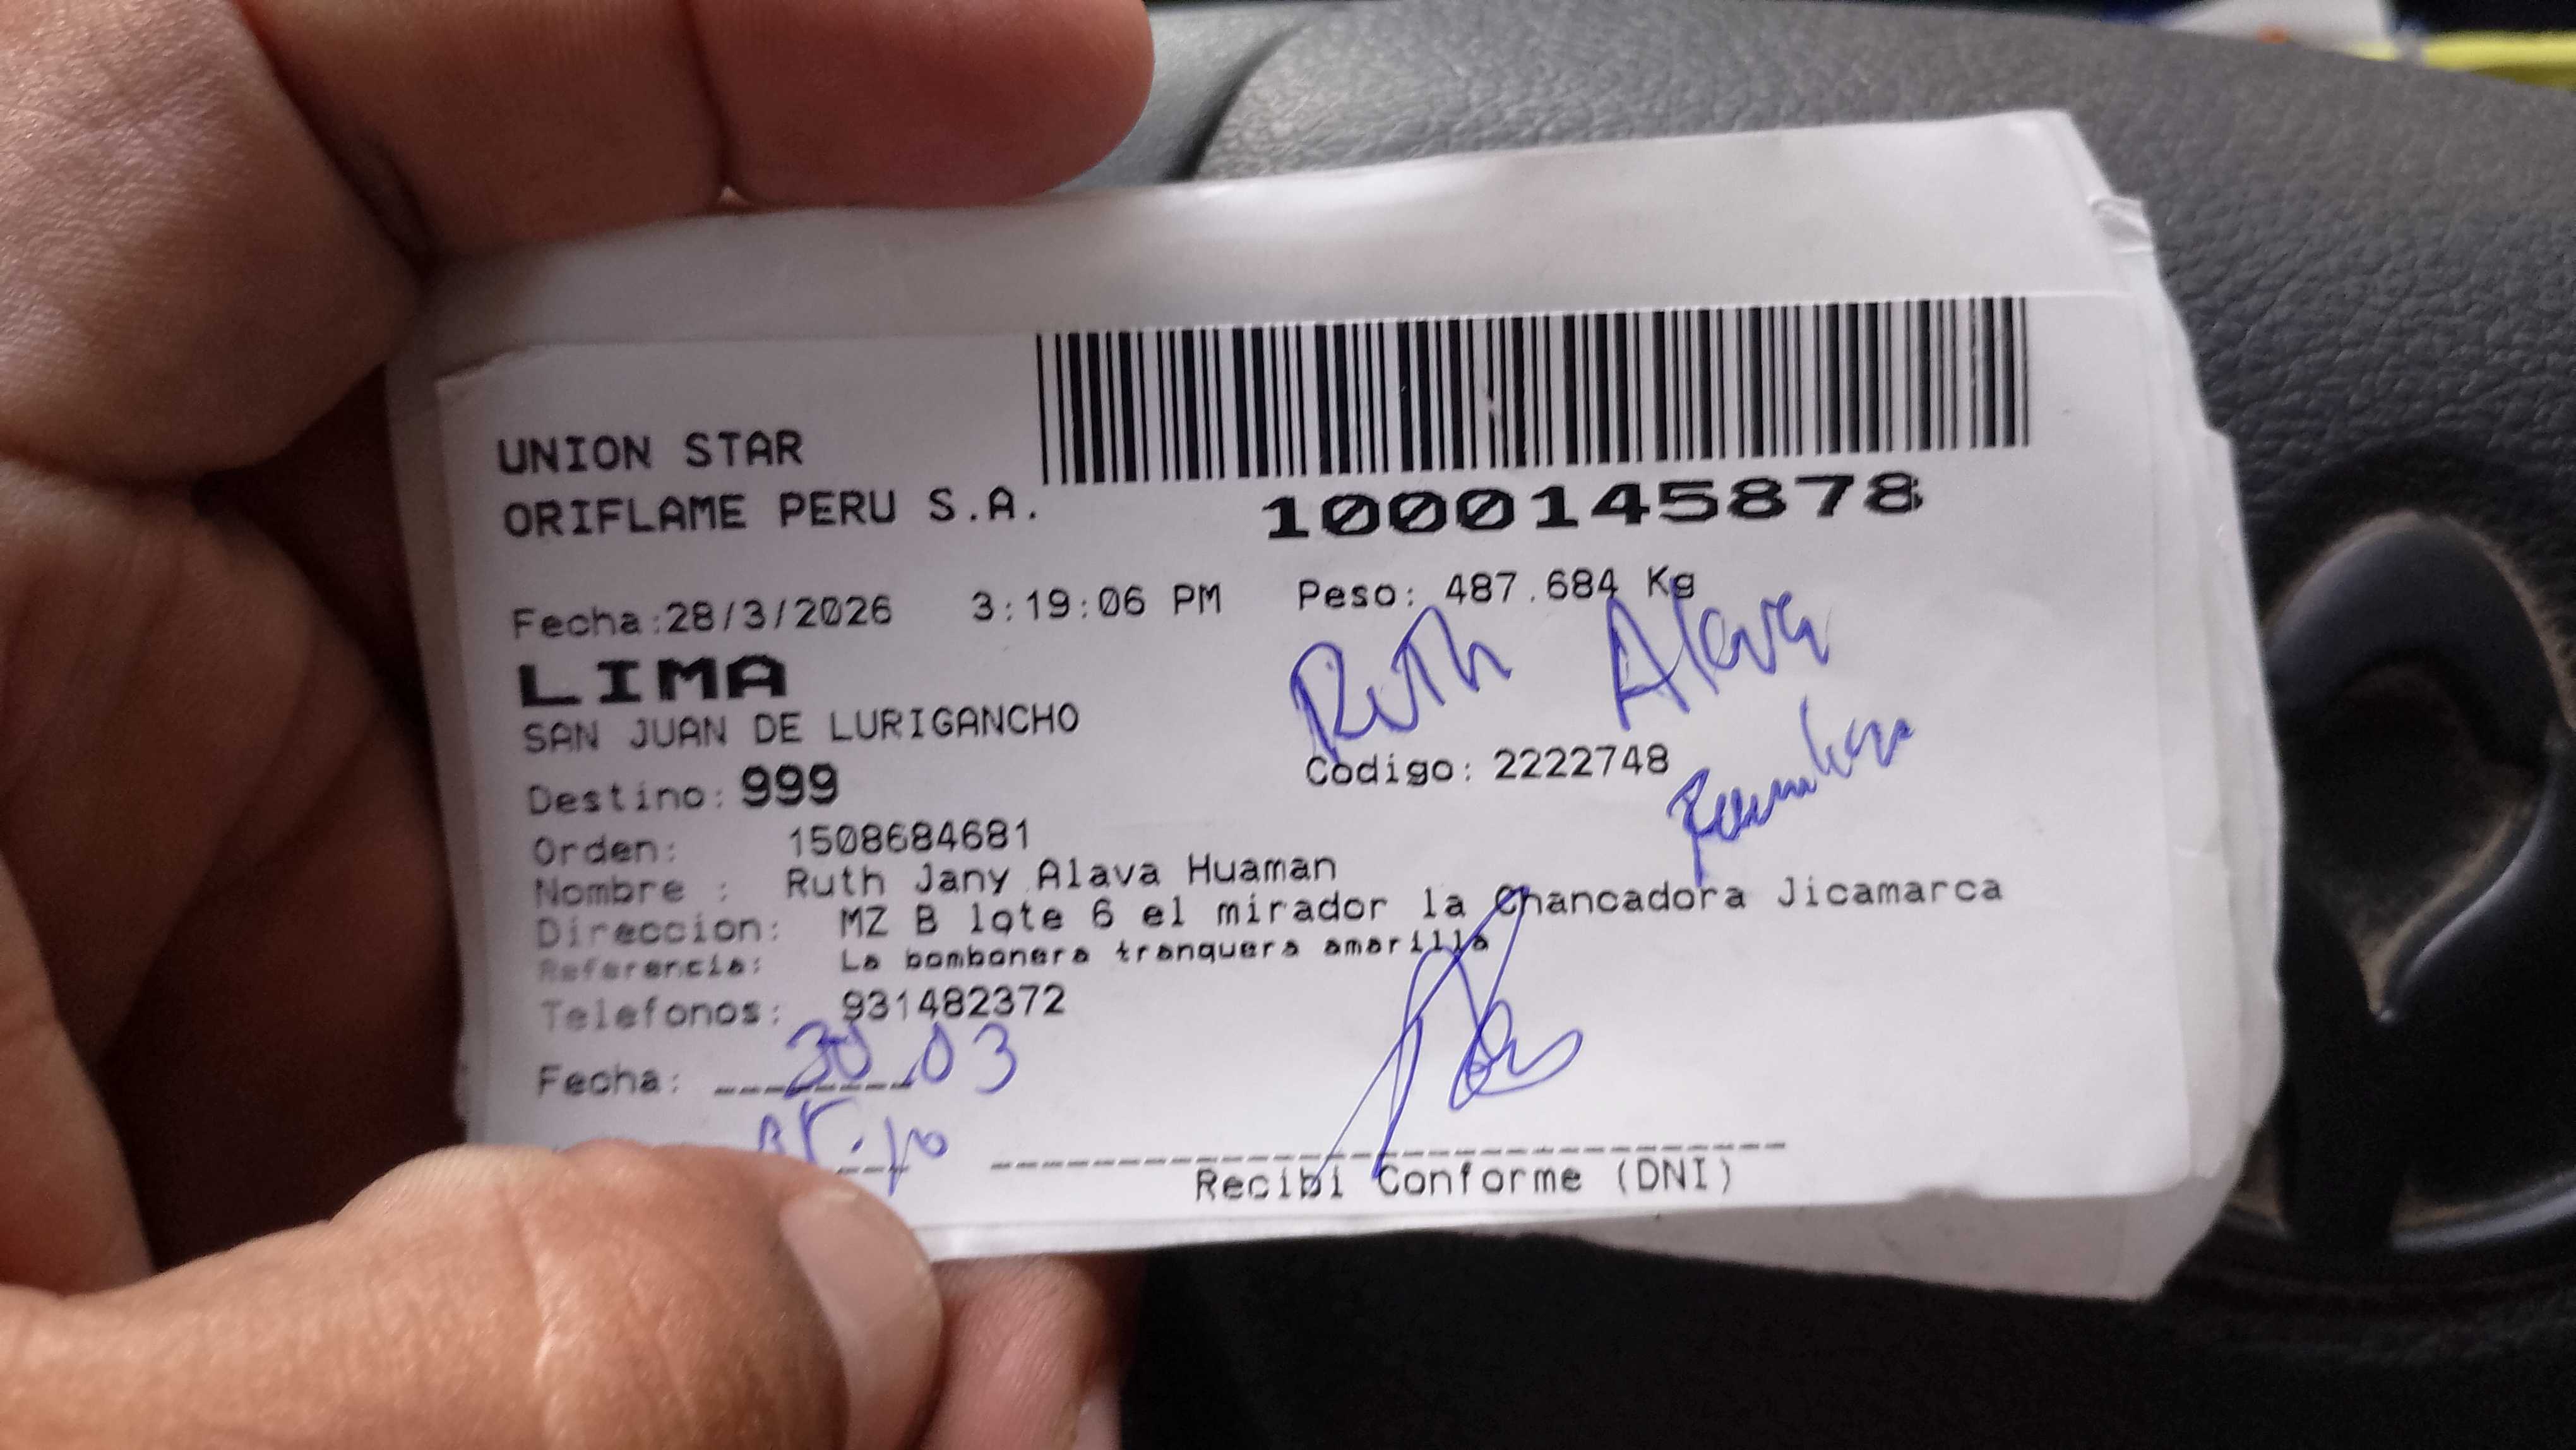 UNION STAR
ORIFLAME PERU S.A.
1000145878
Fecha:28/3/2026 3:19:06 PM Peso: 487.684 Kg
Ruth Alava
LIMA
SAN JUAN DE LURIGANCHO
Codigo: 2222748
Destino: 999
Orden: 1508684681
Nombre : Ruth Jany Alava Huaman
Direccion: MZ B lote 6 el mirador la Chancadora Jicamarca
Referencia: La bombonera tranquera amarilla
Telefonos: 931482372
Fecha: 30.03
Recibi Conforme (DNI)